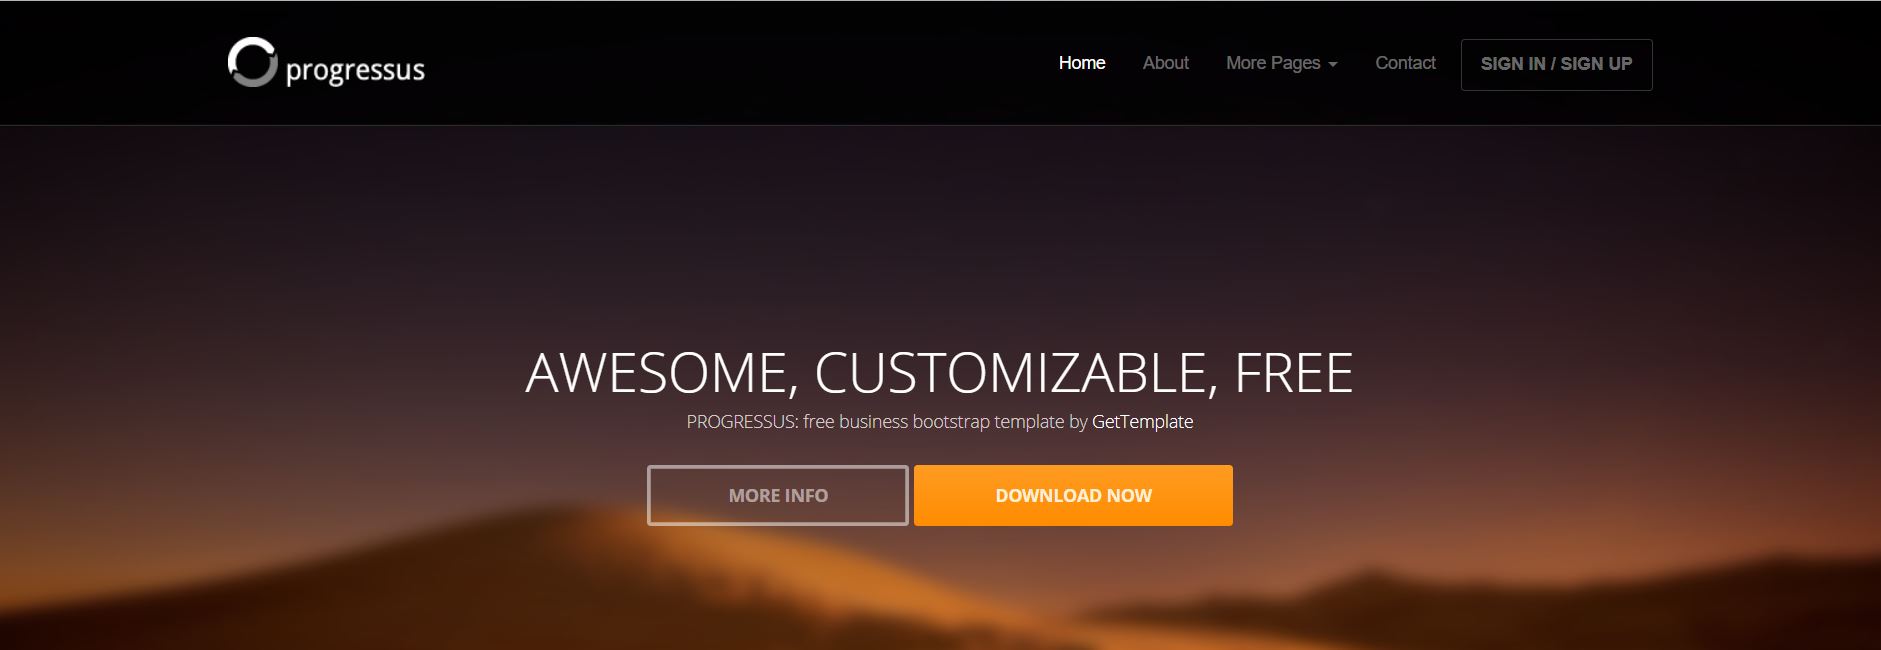 progressus
Home About More Pages Contact SIGN IN / SIGN UP
AWESOME, CUSTOMIZABLE, FREE
PROGRESSUS: free business bootstrap template by GetTemplate
MORE INFO DOWNLOAD NOW